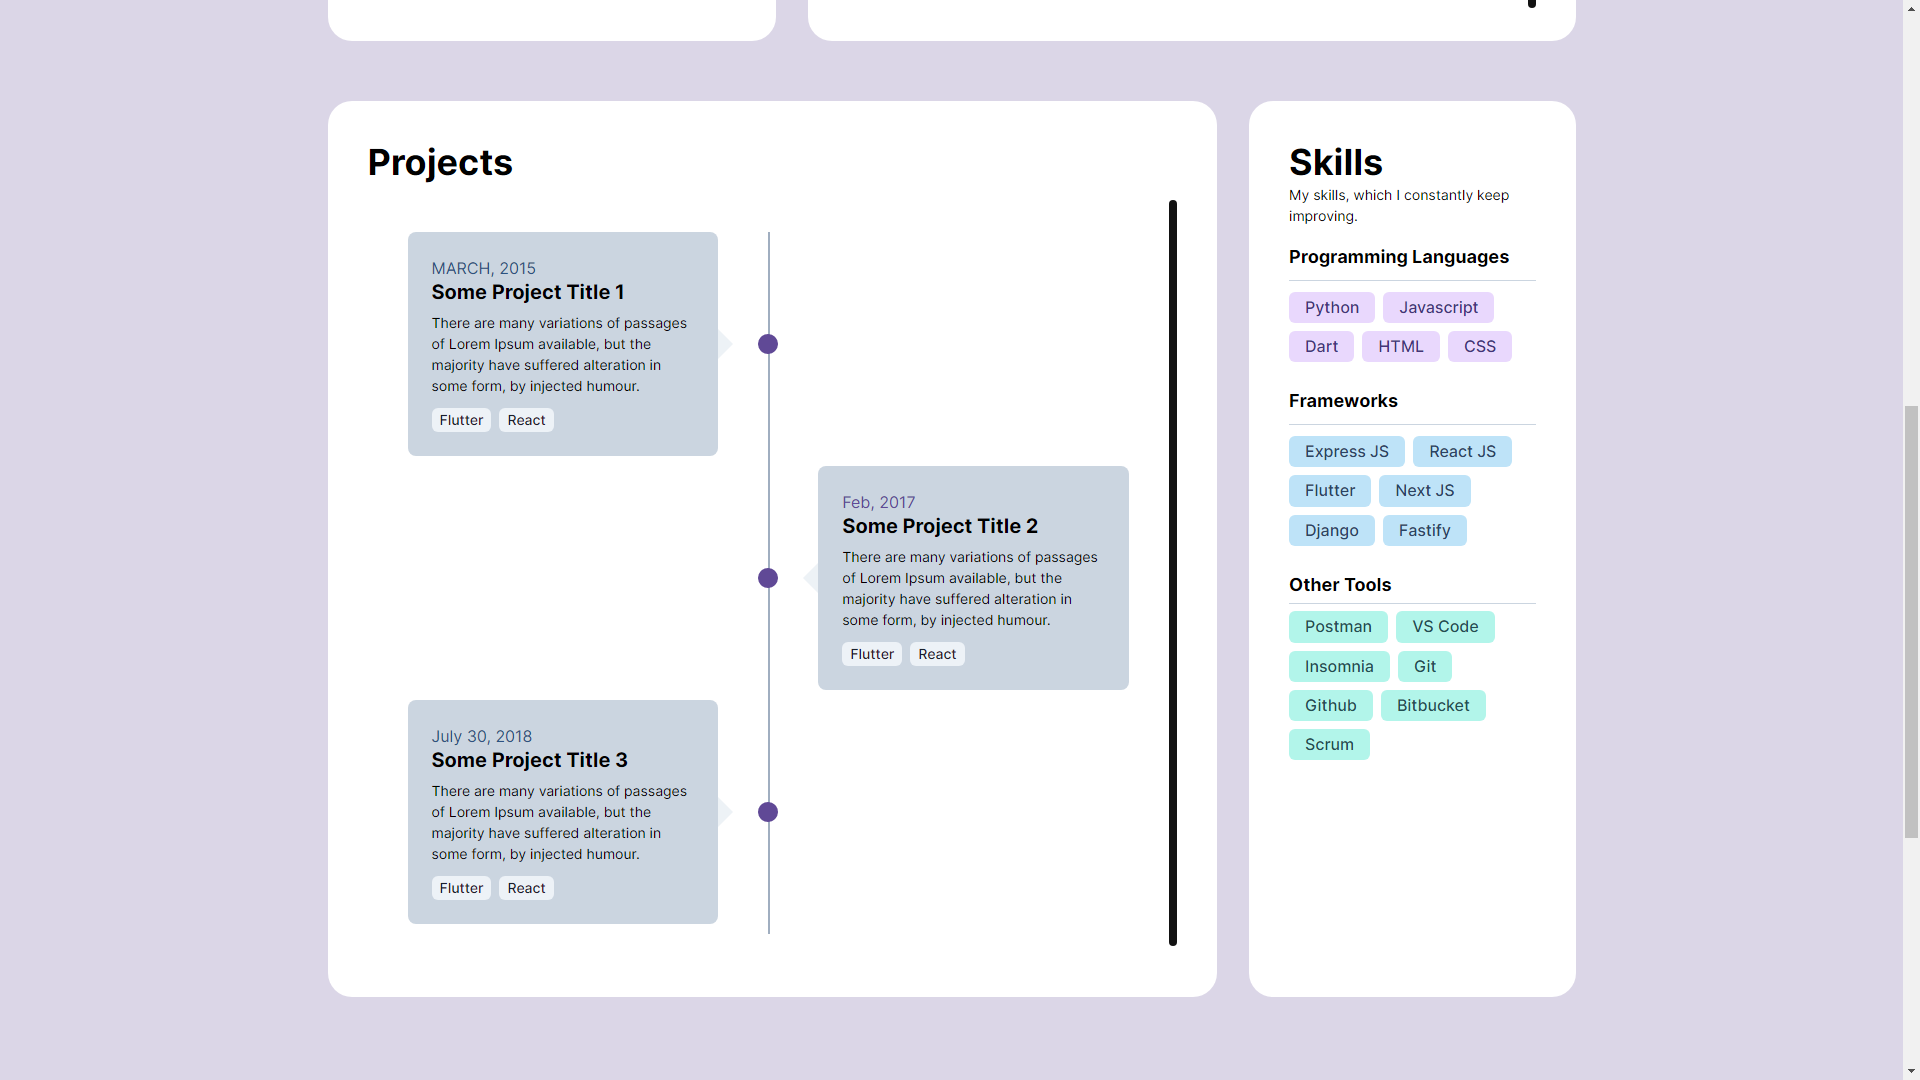 Projects
MARCH, 2015
Some Project Title 1
There are many variations of passages
of Lorem Ipsum available, but the
majority have suffered alteration in
some form, by injected humour.
Flutter React
Feb, 2017
Some Project Title 2
There are many variations of passages
of Lorem Ipsum available, but the
majority have suffered alteration in
some form, by injected humour.
Flutter React
July 30, 2018
Some Project Title 3
There are many variations of passages
of Lorem Ipsum available, but the
majority have suffered alteration in
some form, by injected humour.
Flutter React
Skills
My skills, which I constantly keep
improving.
Programming Languages
Python Javascript
Dart HTML CSS
Frameworks
Express JS React JS
Flutter Next JS
Django Fastify
Other Tools
Postman VS Code
Insomnia Git
Github Bitbucket
Scrum